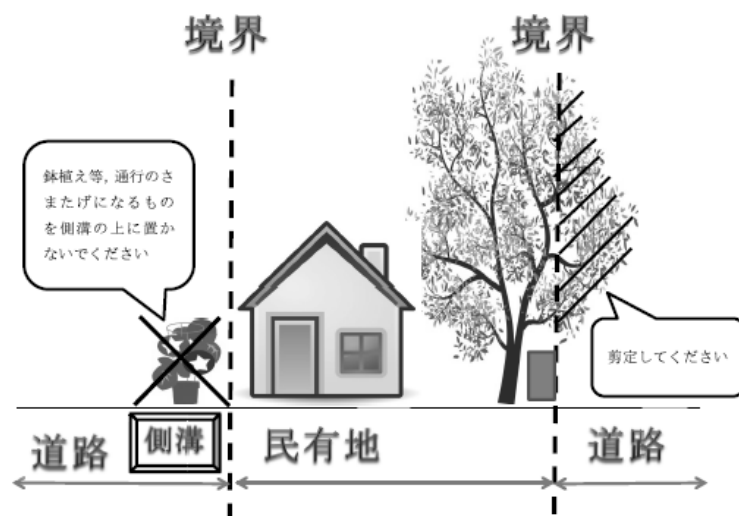 境界
境界
鉢植え等，通行のさ
またげになるもの
を側溝の上に置か
ないでください
剪定してください
道路
側溝
民有地
道路